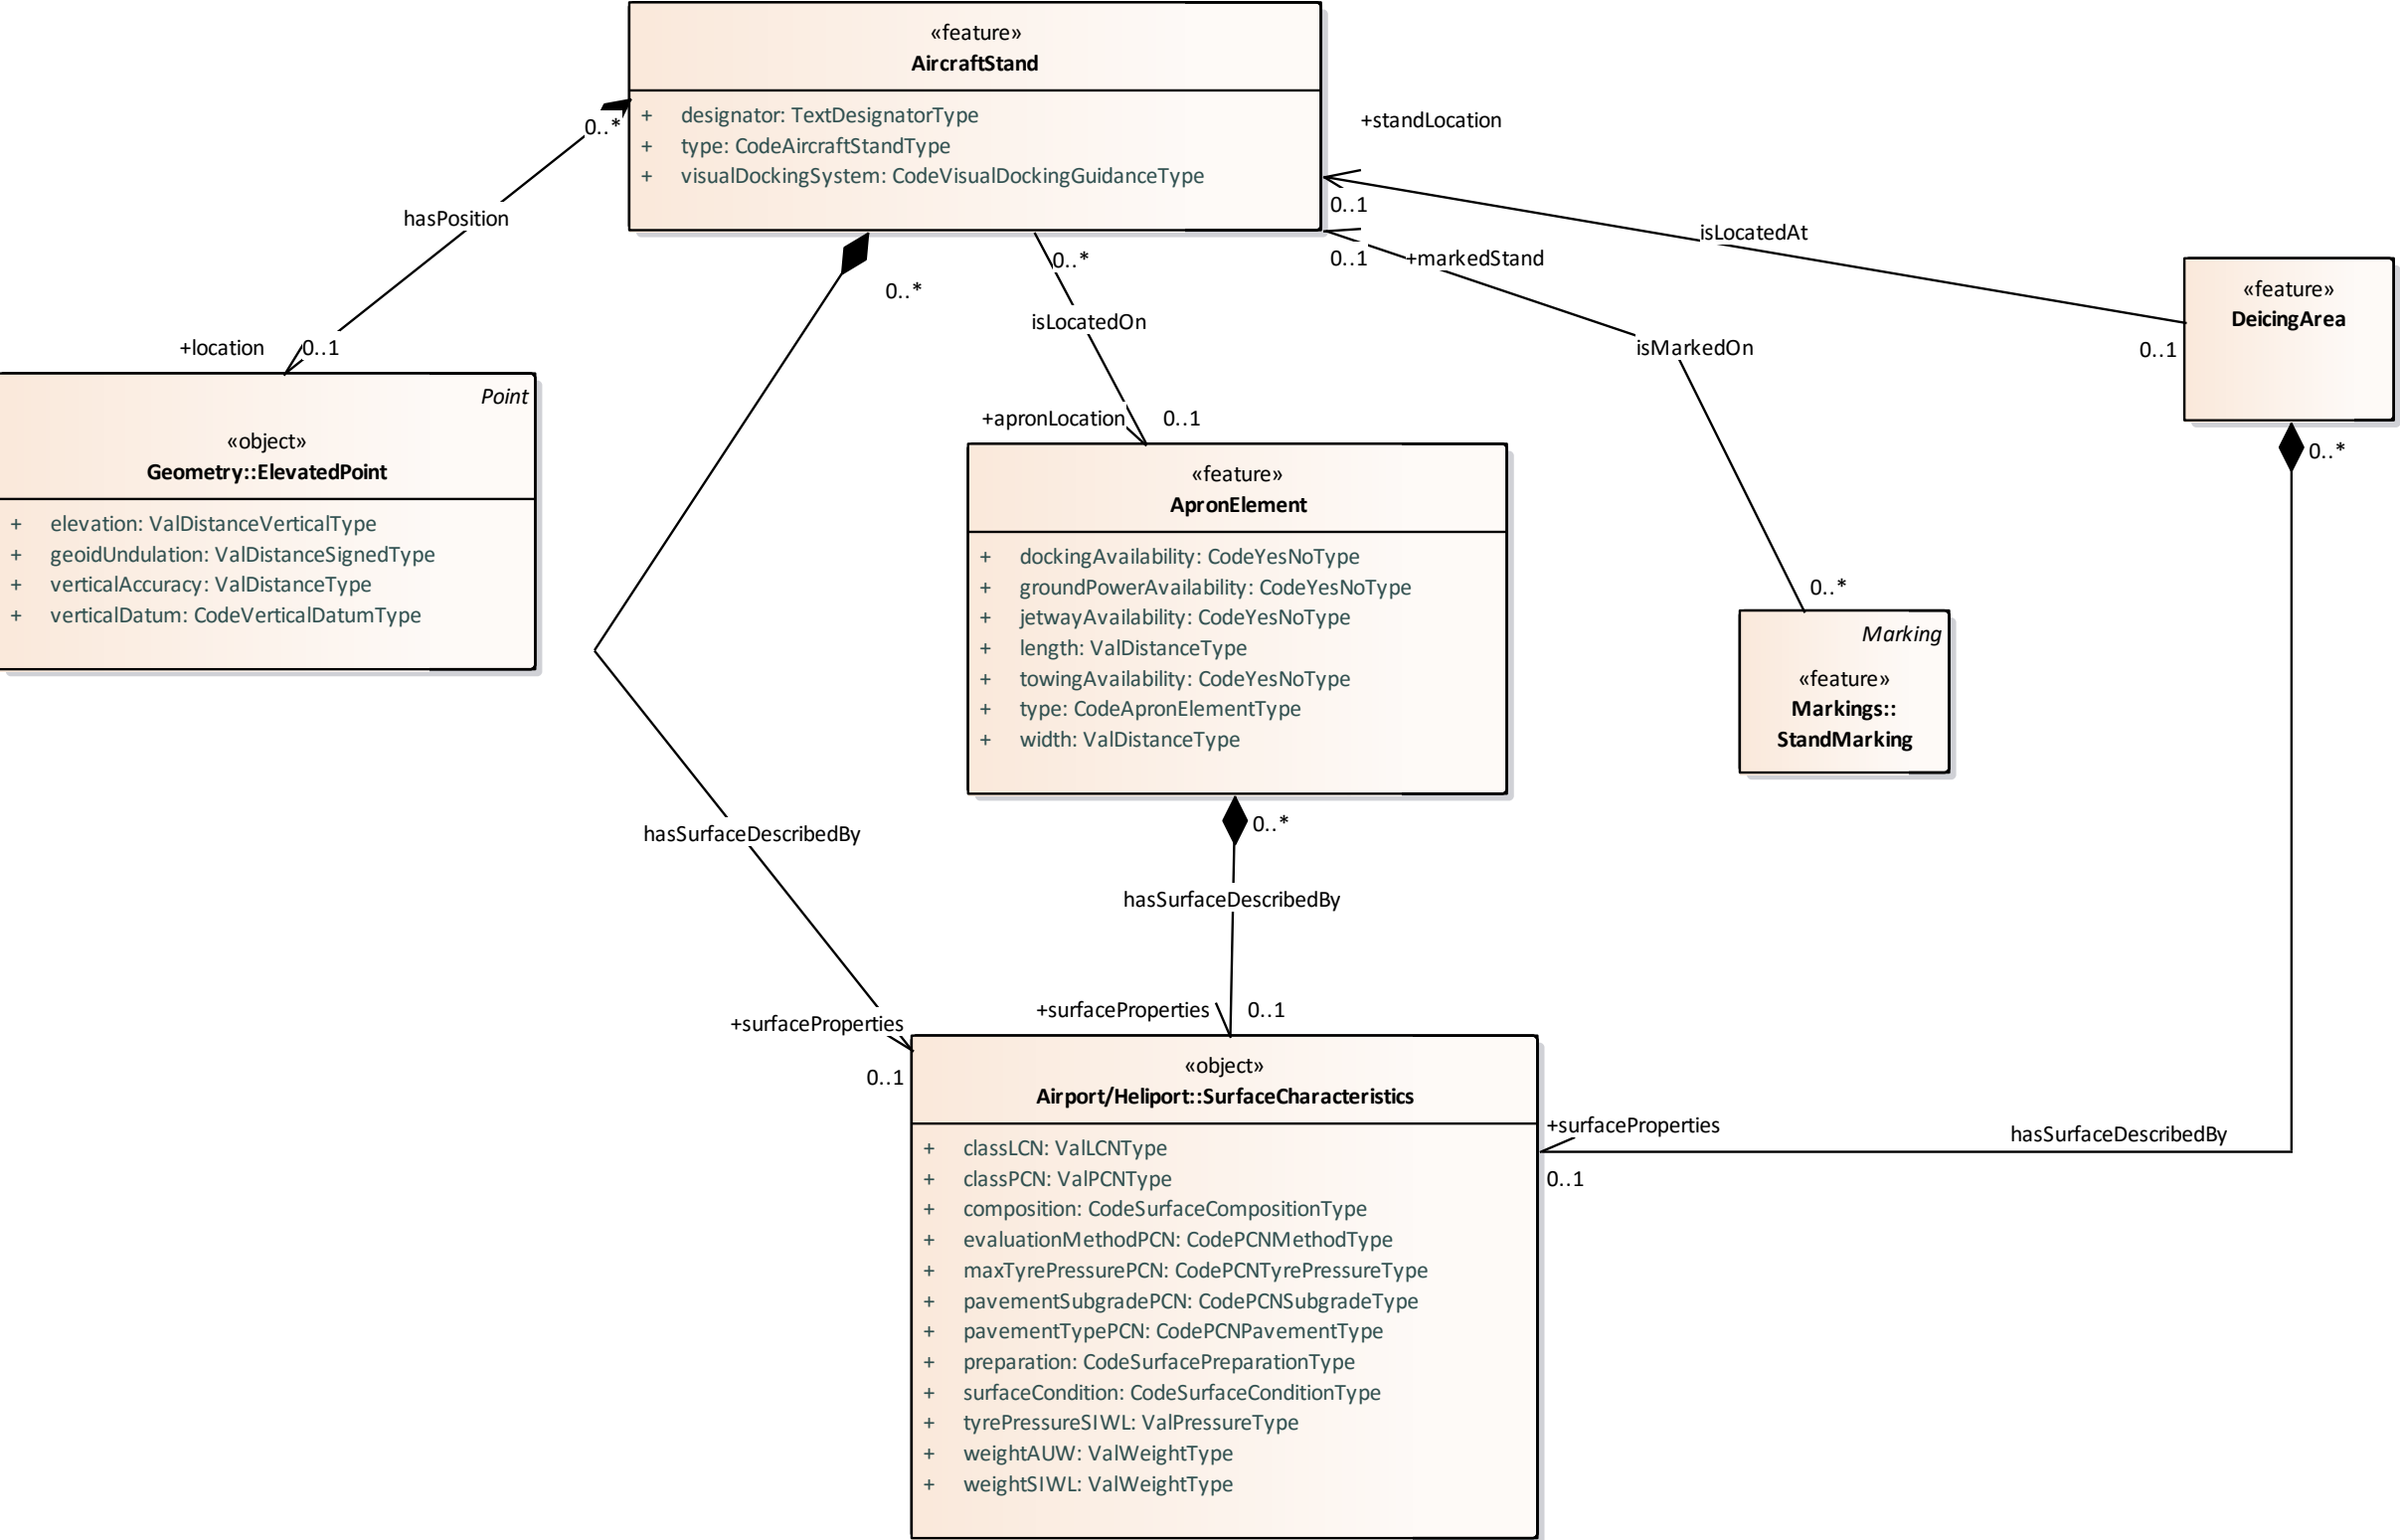 «feature»
AircraftStand
+ designator: TextDesignatorType
+ type: CodeAircraftStandType
+ visualDockingSystem: CodeVisualDockingGuidanceType
+standLocation
0..*
0..1
hasPosition
isLocatedAt
0..*
isLocatedOn
0..*
0..1
+markedStand
isMarkedOn
«feature»
DeicingArea
0..1
0..*
+location
0..1
Point
«object»
Geometry::ElevatedPoint
+ elevation: ValDistanceVerticalType
+ geoidUndulation: ValDistanceSignedType
+ verticalAccuracy: ValDistanceType
+ verticalDatum: CodeVerticalDatumType
+apronLocation
0..1
«feature»
ApronElement
+ dockingAvailability: CodeYesNoType
+ groundPowerAvailability: CodeYesNoType
+ jetwayAvailability: CodeYesNoType
+ length: ValDistanceType
+ towingAvailability: CodeYesNoType
+ type: CodeApronElementType
+ width: ValDistanceType
0..*
Marking
«feature»
Markings::
StandMarking
0..*
hasSurfaceDescribedBy
hasSurfaceDescribedBy
+surfaceProperties
0..1
+surfaceProperties
0..1
«object»
Airport/Heliport::SurfaceCharacteristics
+ classLCN: ValLCNType
+ classPCN: ValPCNType
+ composition: CodeSurfaceCompositionType
+ evaluationMethodPCN: CodePCNMethodType
+ maxTyrePressurePCN: CodePCNTyrePressureType
+ pavementSubgradePCN: CodePCNSubgradeType
+ pavementTypePCN: CodePCNPavementType
+ preparation: CodeSurfacePreparationType
+ surfaceCondition: CodeSurfaceConditionType
+ tyrePressureSIWL: ValPressureType
+ weightAUW: ValWeightType
+ weightSIWL: ValWeightType
+surfaceProperties
hasSurfaceDescribedBy
0..1